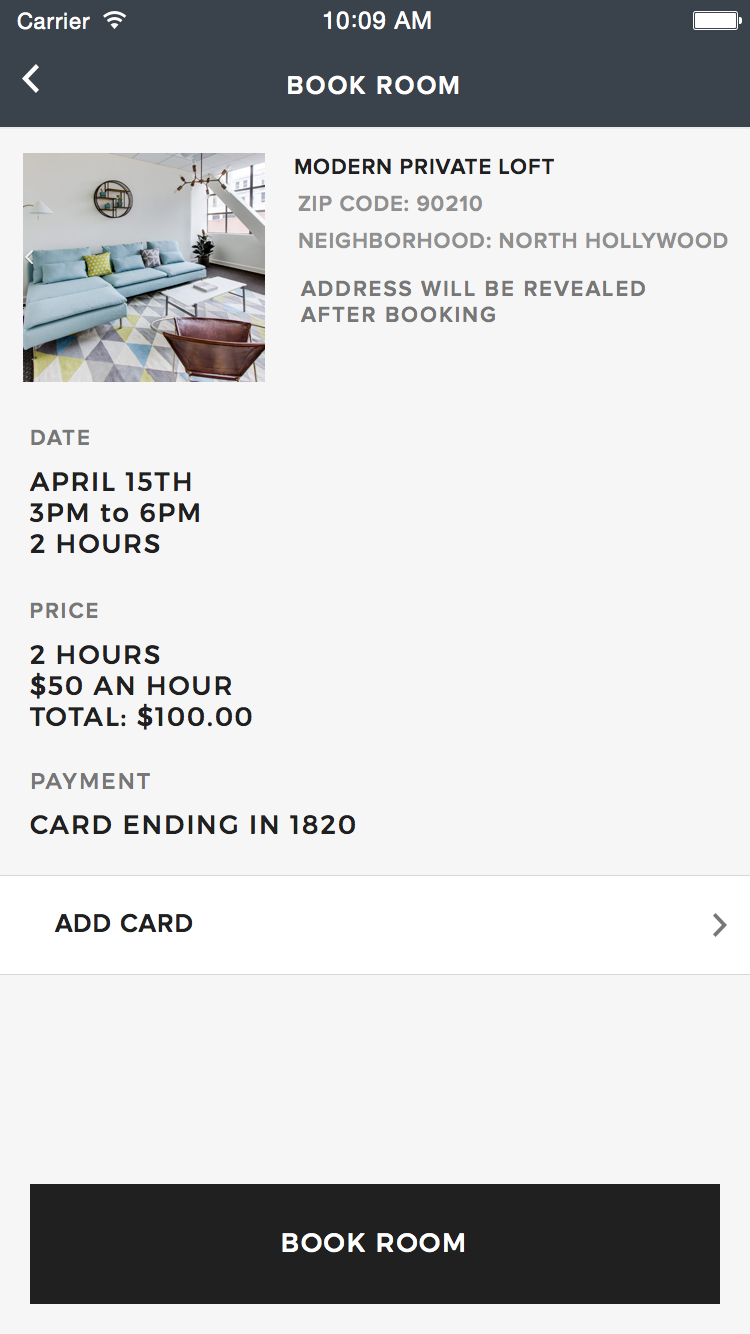 Carrier 10:09 AM
BOOK ROOM
MODERN PRIVATE LOFT
ZIP CODE: 90210
NEIGHBORHOOD: NORTH HOLLYWOOD
ADDRESS WILL BE REVEALED
AFTER BOOKING
DATE
APRIL 15TH
3PM to 6PM
2 HOURS
PRICE
2 HOURS
$50 AN HOUR
TOTAL: $100.00
PAYMENT
CARD ENDING IN 1820
ADD CARD
BOOK ROOM